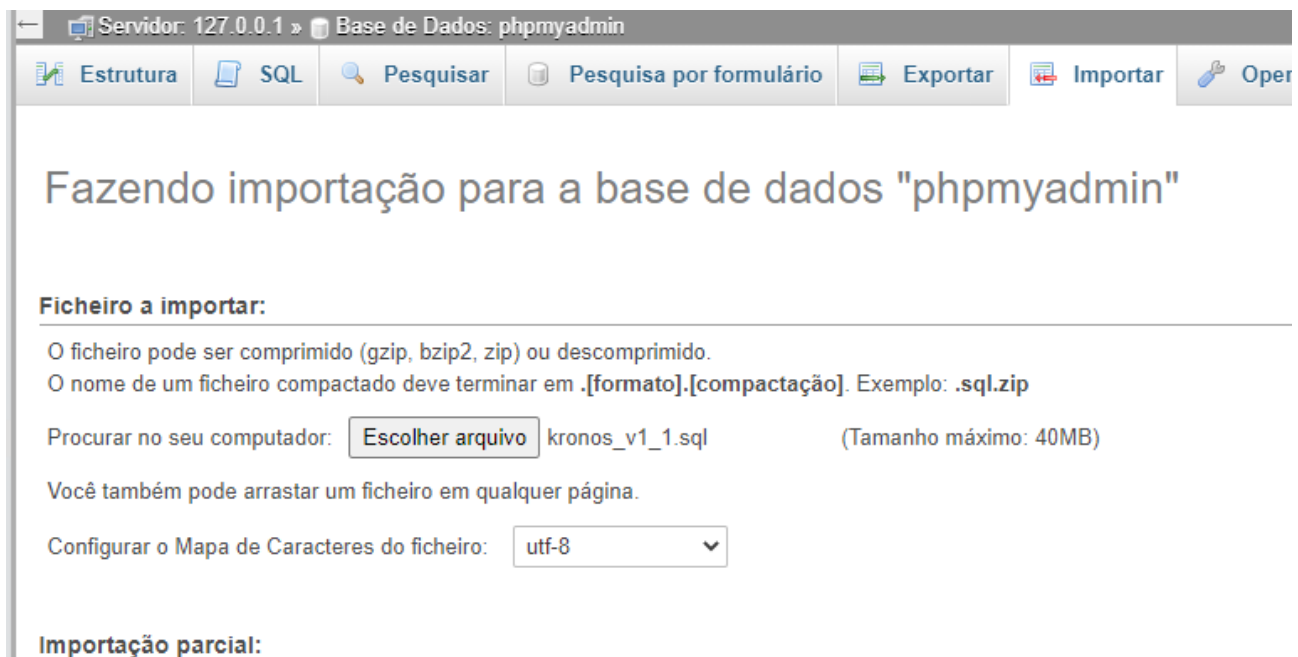 ← Servidor: 127.0.0.1 » Base de Dados: phpmyadmin
Estrutura SQL Pesquisar Pesquisa por formulário Exportar Importar Oper
Fazendo importação para a base de dados "phpmyadmin"
Ficheiro a importar:
O ficheiro pode ser comprimido (gzip, bzip2, zip) ou descomprimido.
O nome de um ficheiro compactado deve terminar em .[formato].[compactação]. Exemplo: .sql.zip
Procurar no seu computador: Escolher arquivo kronos_v1_1.sql (Tamanho máximo: 40MB)
Você também pode arrastar um ficheiro em qualquer página.
Configurar o Mapa de Caracteres do ficheiro: utf-8
Importação parcial: